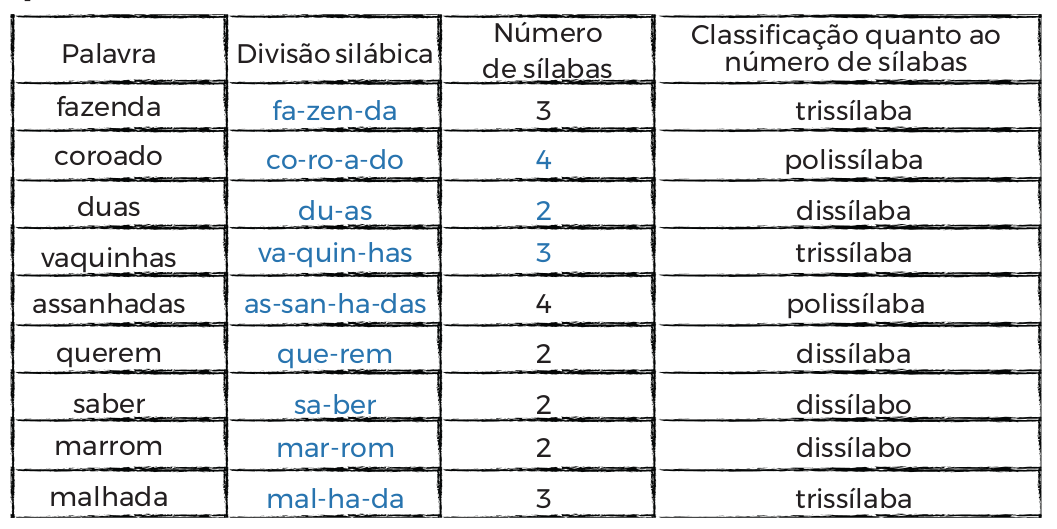 Palavra Divisão silábica Número de sílabas Classificação quanto ao número de sílabas
fazenda fa-zen-da 3 trissílaba
coroado co-ro-a-do 4 polissílaba
duas du-as 2 dissílaba
vaquinhas va-quin-has 3 trissílaba
assanhadas as-san-ha-das 4 polissílaba
querem que-rem 2 dissílaba
saber sa-ber 2 dissílabo
marrom mar-rom 2 dissílabo
malhada mal-ha-da 3 trissílaba